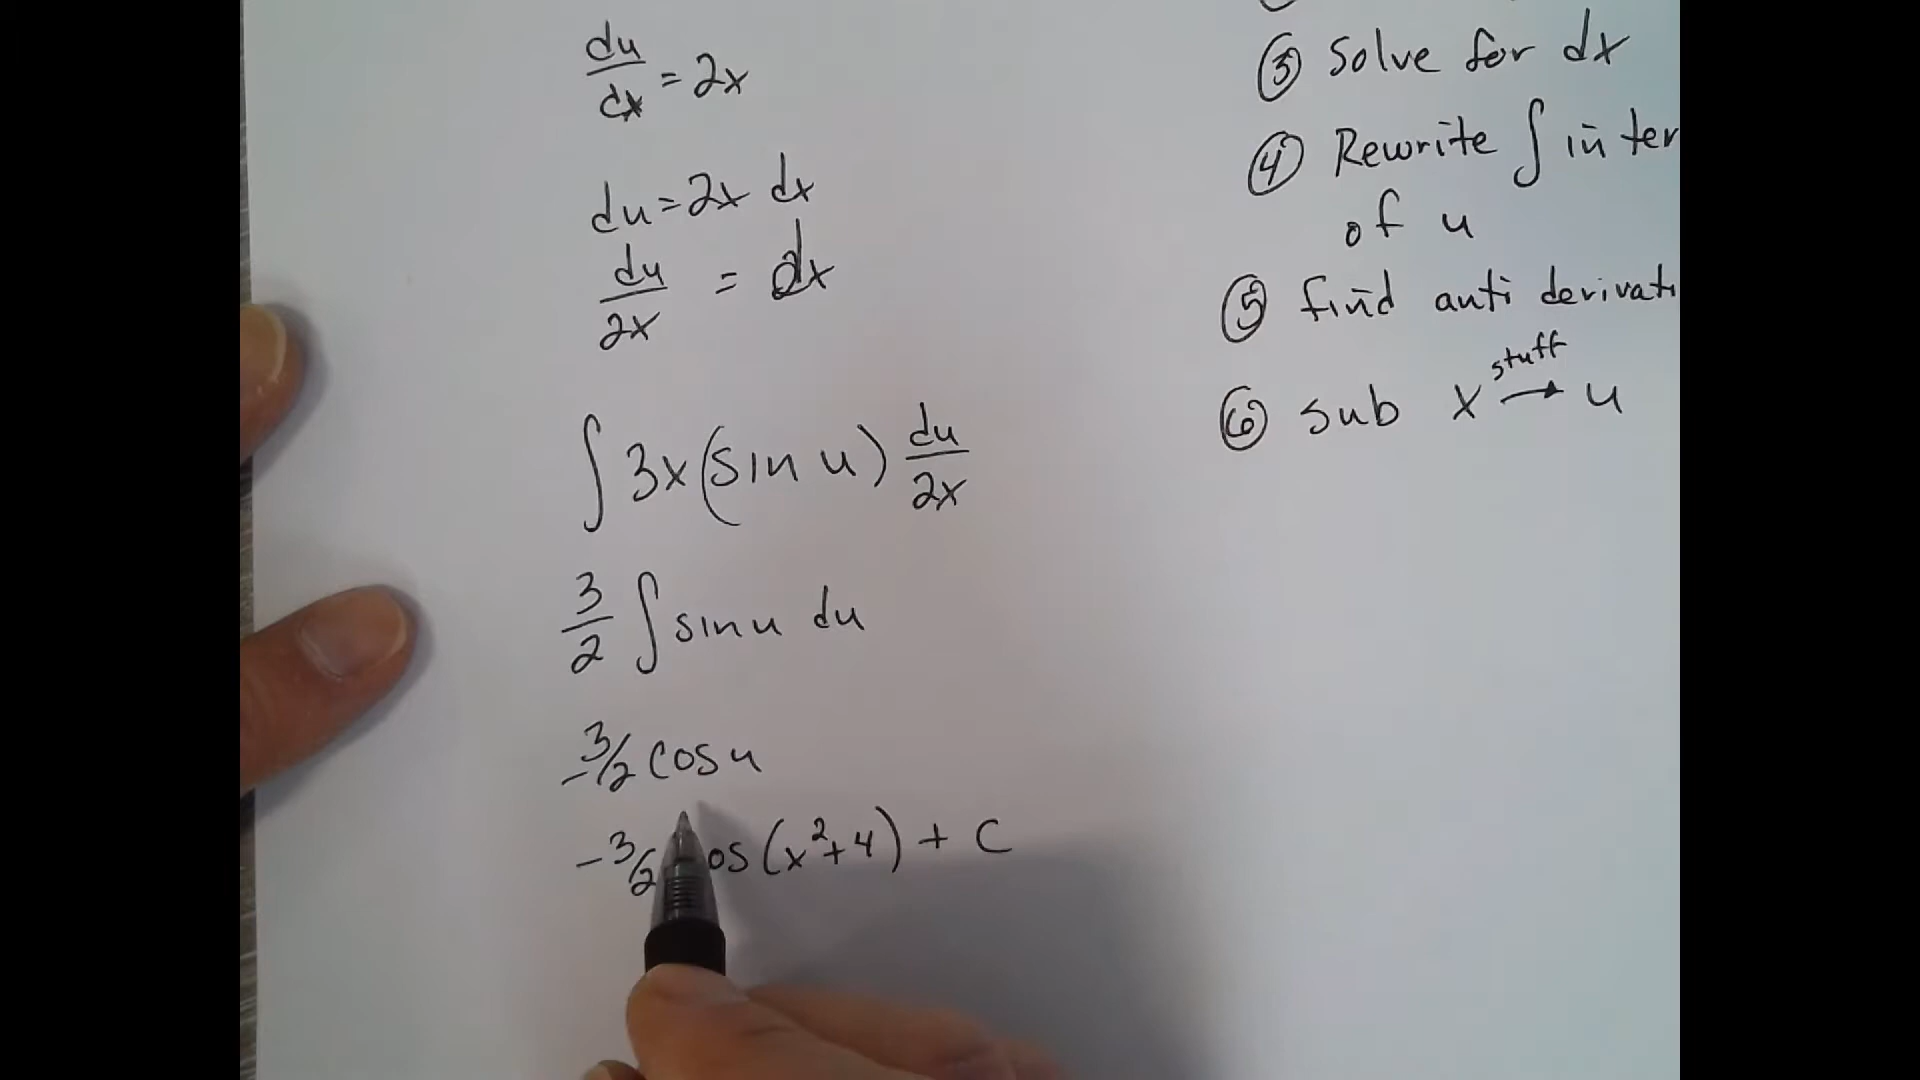 du/dx = 2x
du = 2x dx
du/2x = dx
∫ 3x (sin u) du/2x
3/2 ∫ sin u du
-3/2 cos u
-3/2 cos (x²+4) + C
③ Solve for dx
④ Rewrite ∫ in ter
of u
⑤ find anti derivati
stuff
⑥ sub x → u